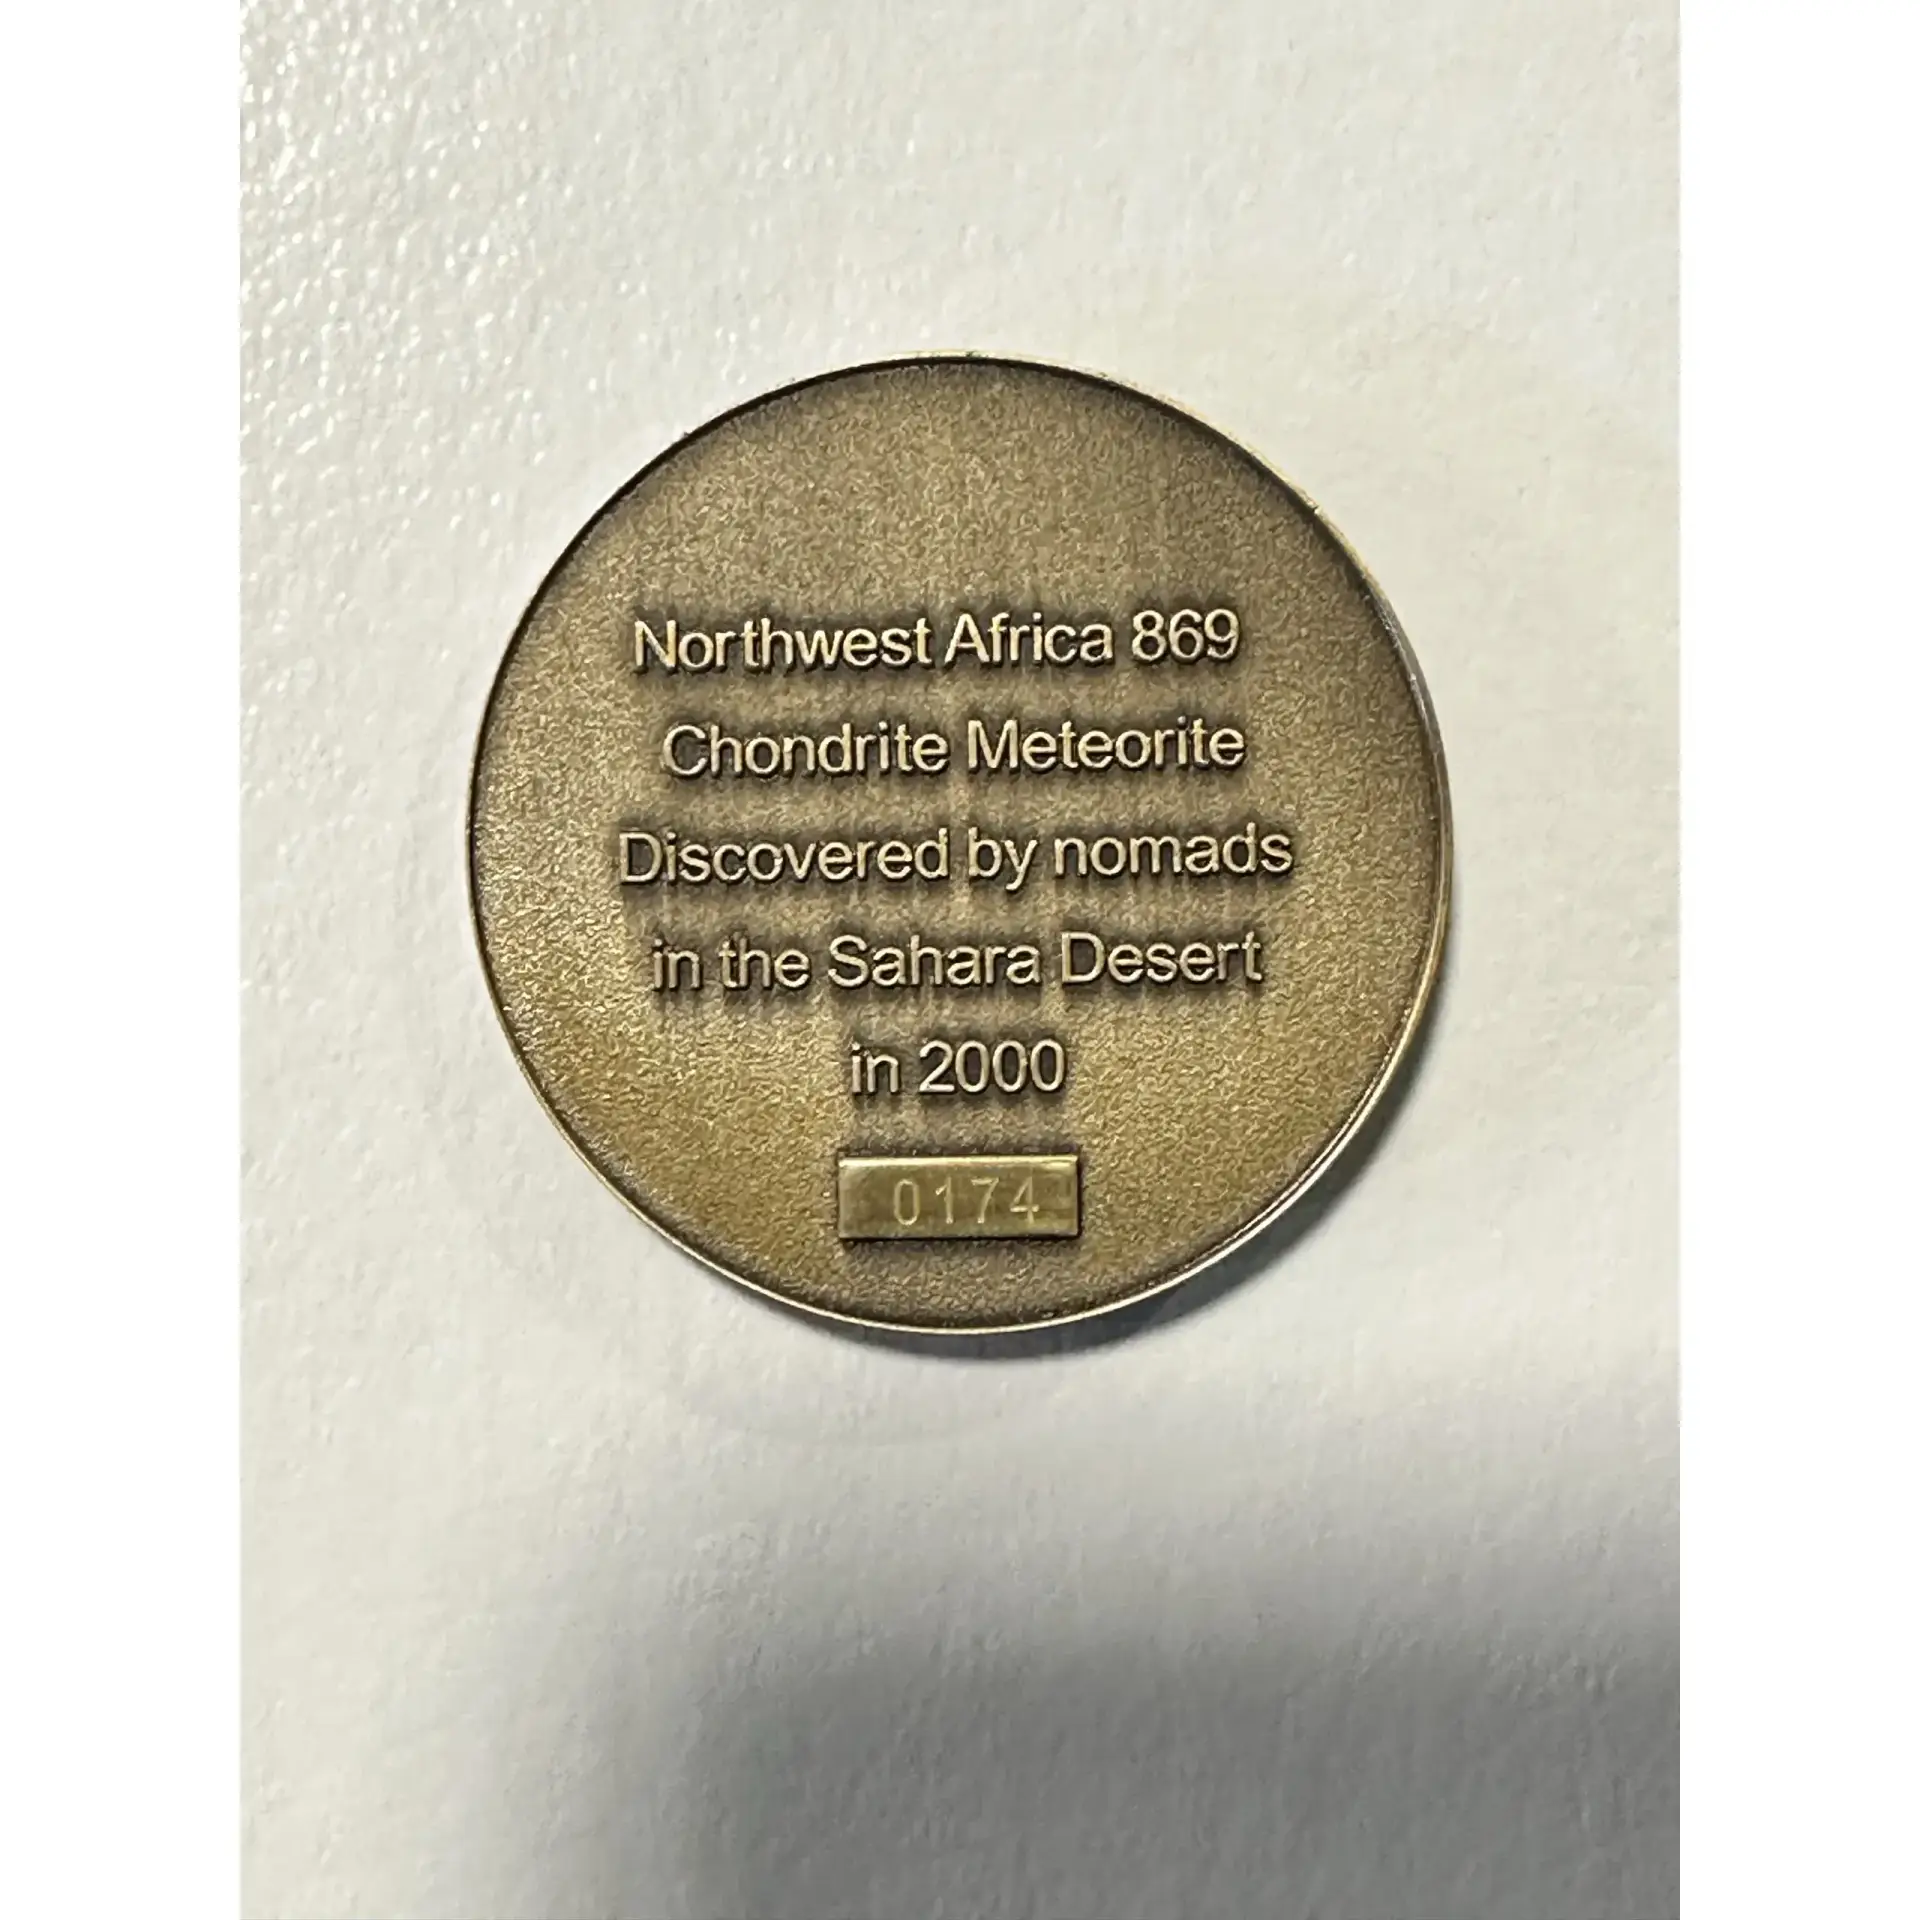 Northwest Africa 869
Chondrite Meteorite
Discovered by nomads
in the Sahara Desert
in 2000
0174